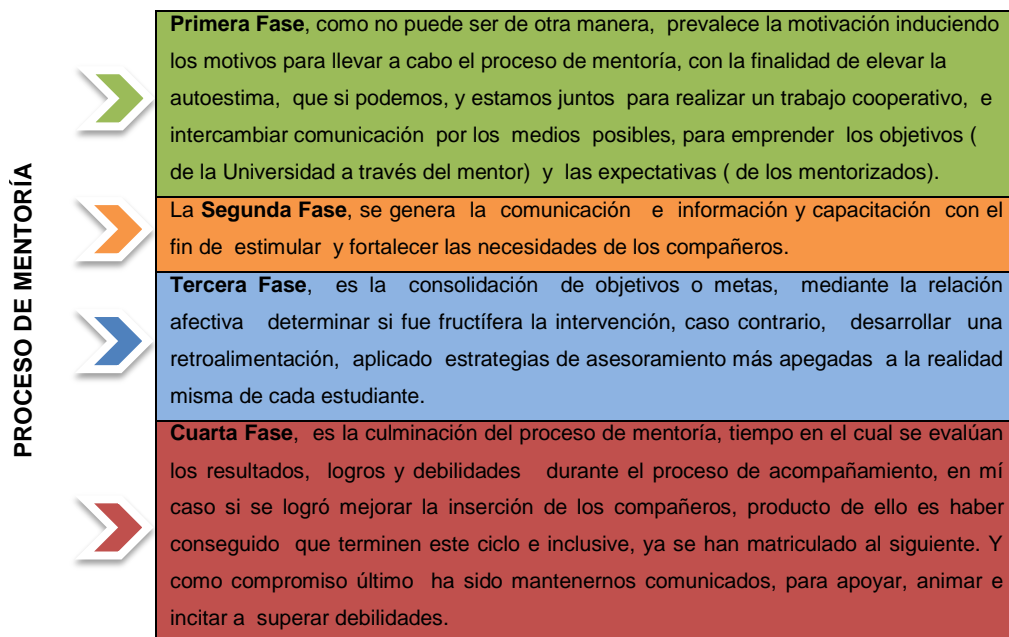 PROCESO DE MENTORÍA
Primera Fase, como no puede ser de otra manera, prevalece la motivación induciendo
los motivos para llevar a cabo el proceso de mentoría, con la finalidad de elevar la
autoestima, que si podemos, y estamos juntos para realizar un trabajo cooperativo, e
intercambiar comunicación por los medios posibles, para emprender los objetivos (
de la Universidad a través del mentor) y las expectativas ( de los mentorizados).
La Segunda Fase, se genera la comunicación e información y capacitación con el
fin de estimular y fortalecer las necesidades de los compañeros.
Tercera Fase, es la consolidación de objetivos o metas, mediante la relación
afectiva determinar si fue fructífera la intervención, caso contrario, desarrollar una
retroalimentación, aplicado estrategias de asesoramiento más apegadas a la realidad
misma de cada estudiante.
Cuarta Fase, es la culminación del proceso de mentoría, tiempo en el cual se evalúan
los resultados, logros y debilidades durante el proceso de acompañamiento, en mí
caso si se logró mejorar la inserción de los compañeros, producto de ello es haber
conseguido que terminen este ciclo e inclusive, ya se han matriculado al siguiente. Y
como compromiso último ha sido mantenernos comunicados, para apoyar, animar e
incitar a superar debilidades.